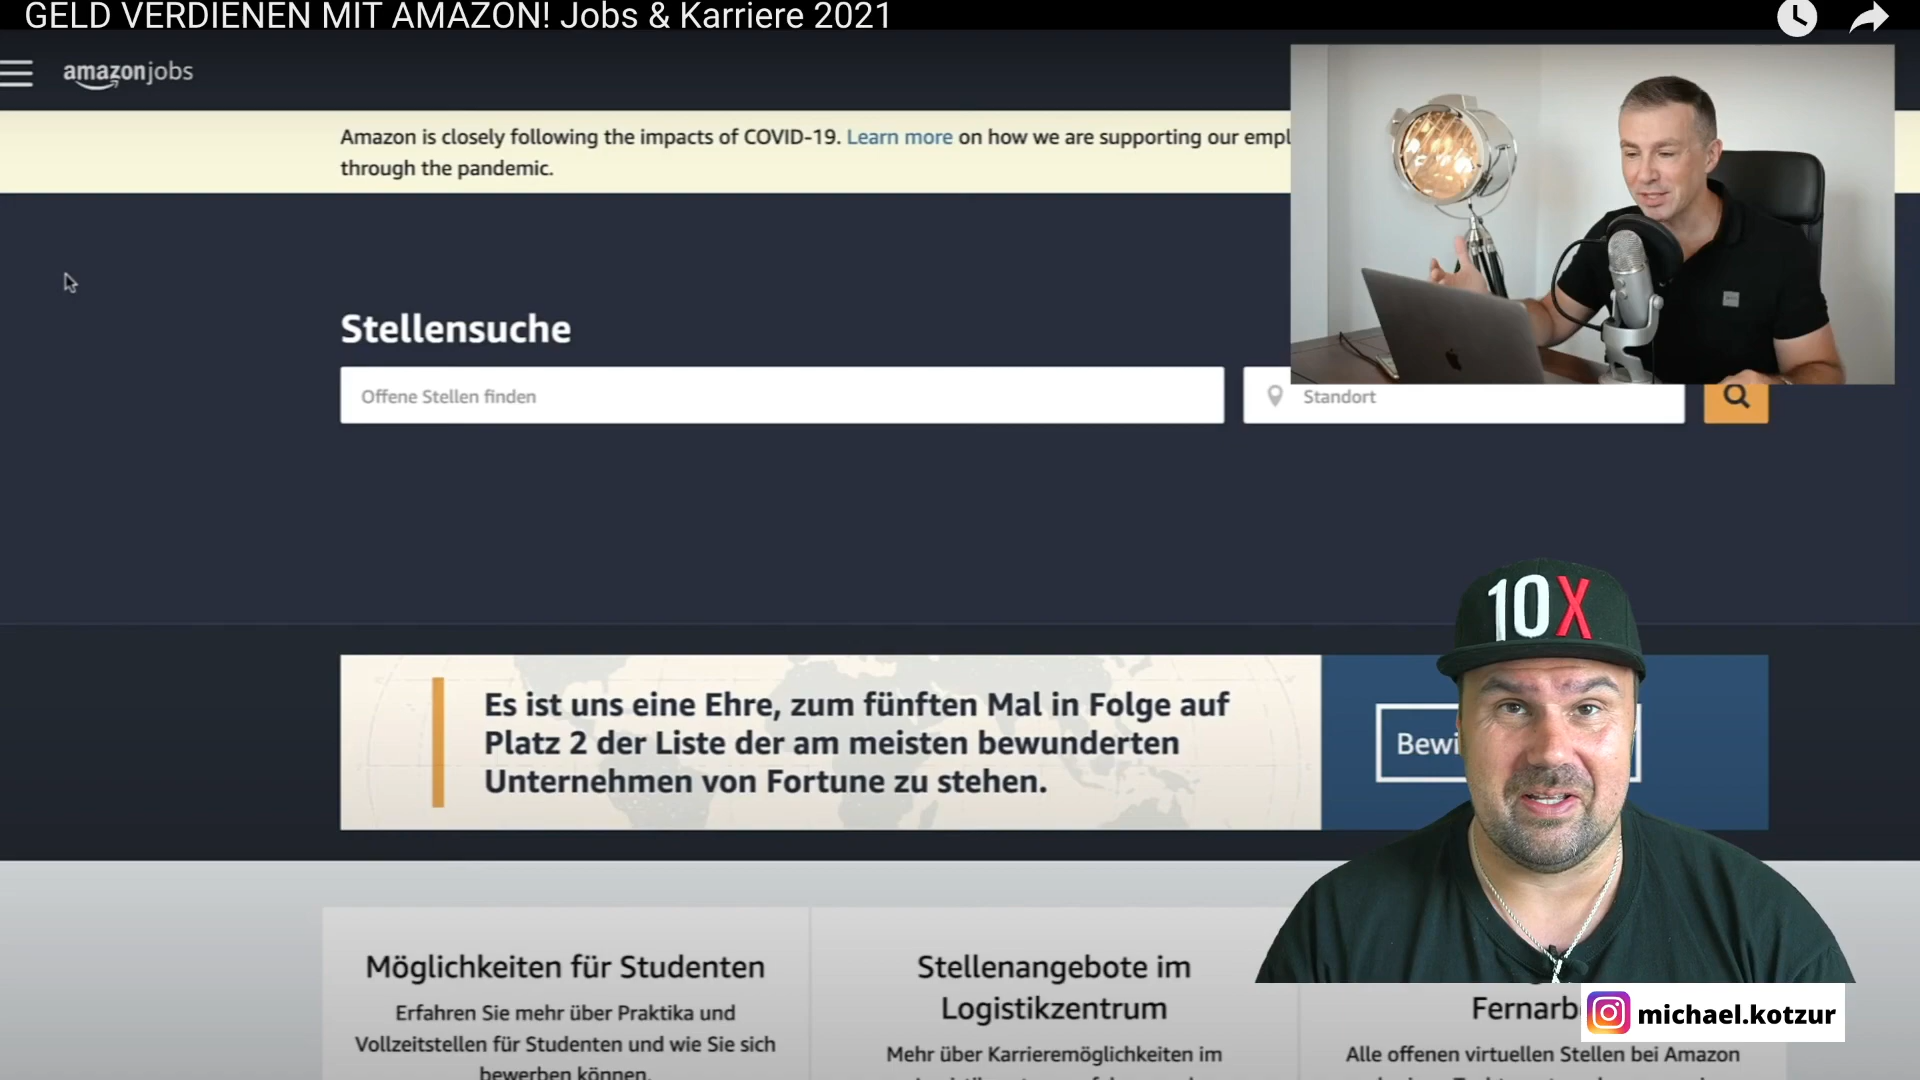 GELD VERDIENEN MIT AMAZON! Jobs & Karriere 2021
amazonjobs
Amazon is closely following the impacts of COVID-19. Learn more on how we are supporting our empl
through the pandemic.
Stellensuche
Offene Stellen finden
Standort
Es ist uns eine Ehre, zum fünften Mal in Folge auf
Platz 2 der Liste der am meisten bewunderten
Unternehmen von Fortune zu stehen.
Bewi
10X
Möglichkeiten für Studenten
Erfahren Sie mehr über Praktika und
Vollzeitstellen für Studenten und wie Sie sich
bewerben können.
Stellenangebote im
Logistikzentrum
Mehr über Karrieremöglichkeiten im
Fernarb
Alle offenen virtuellen Stellen bei Amazon
michael.kotzur